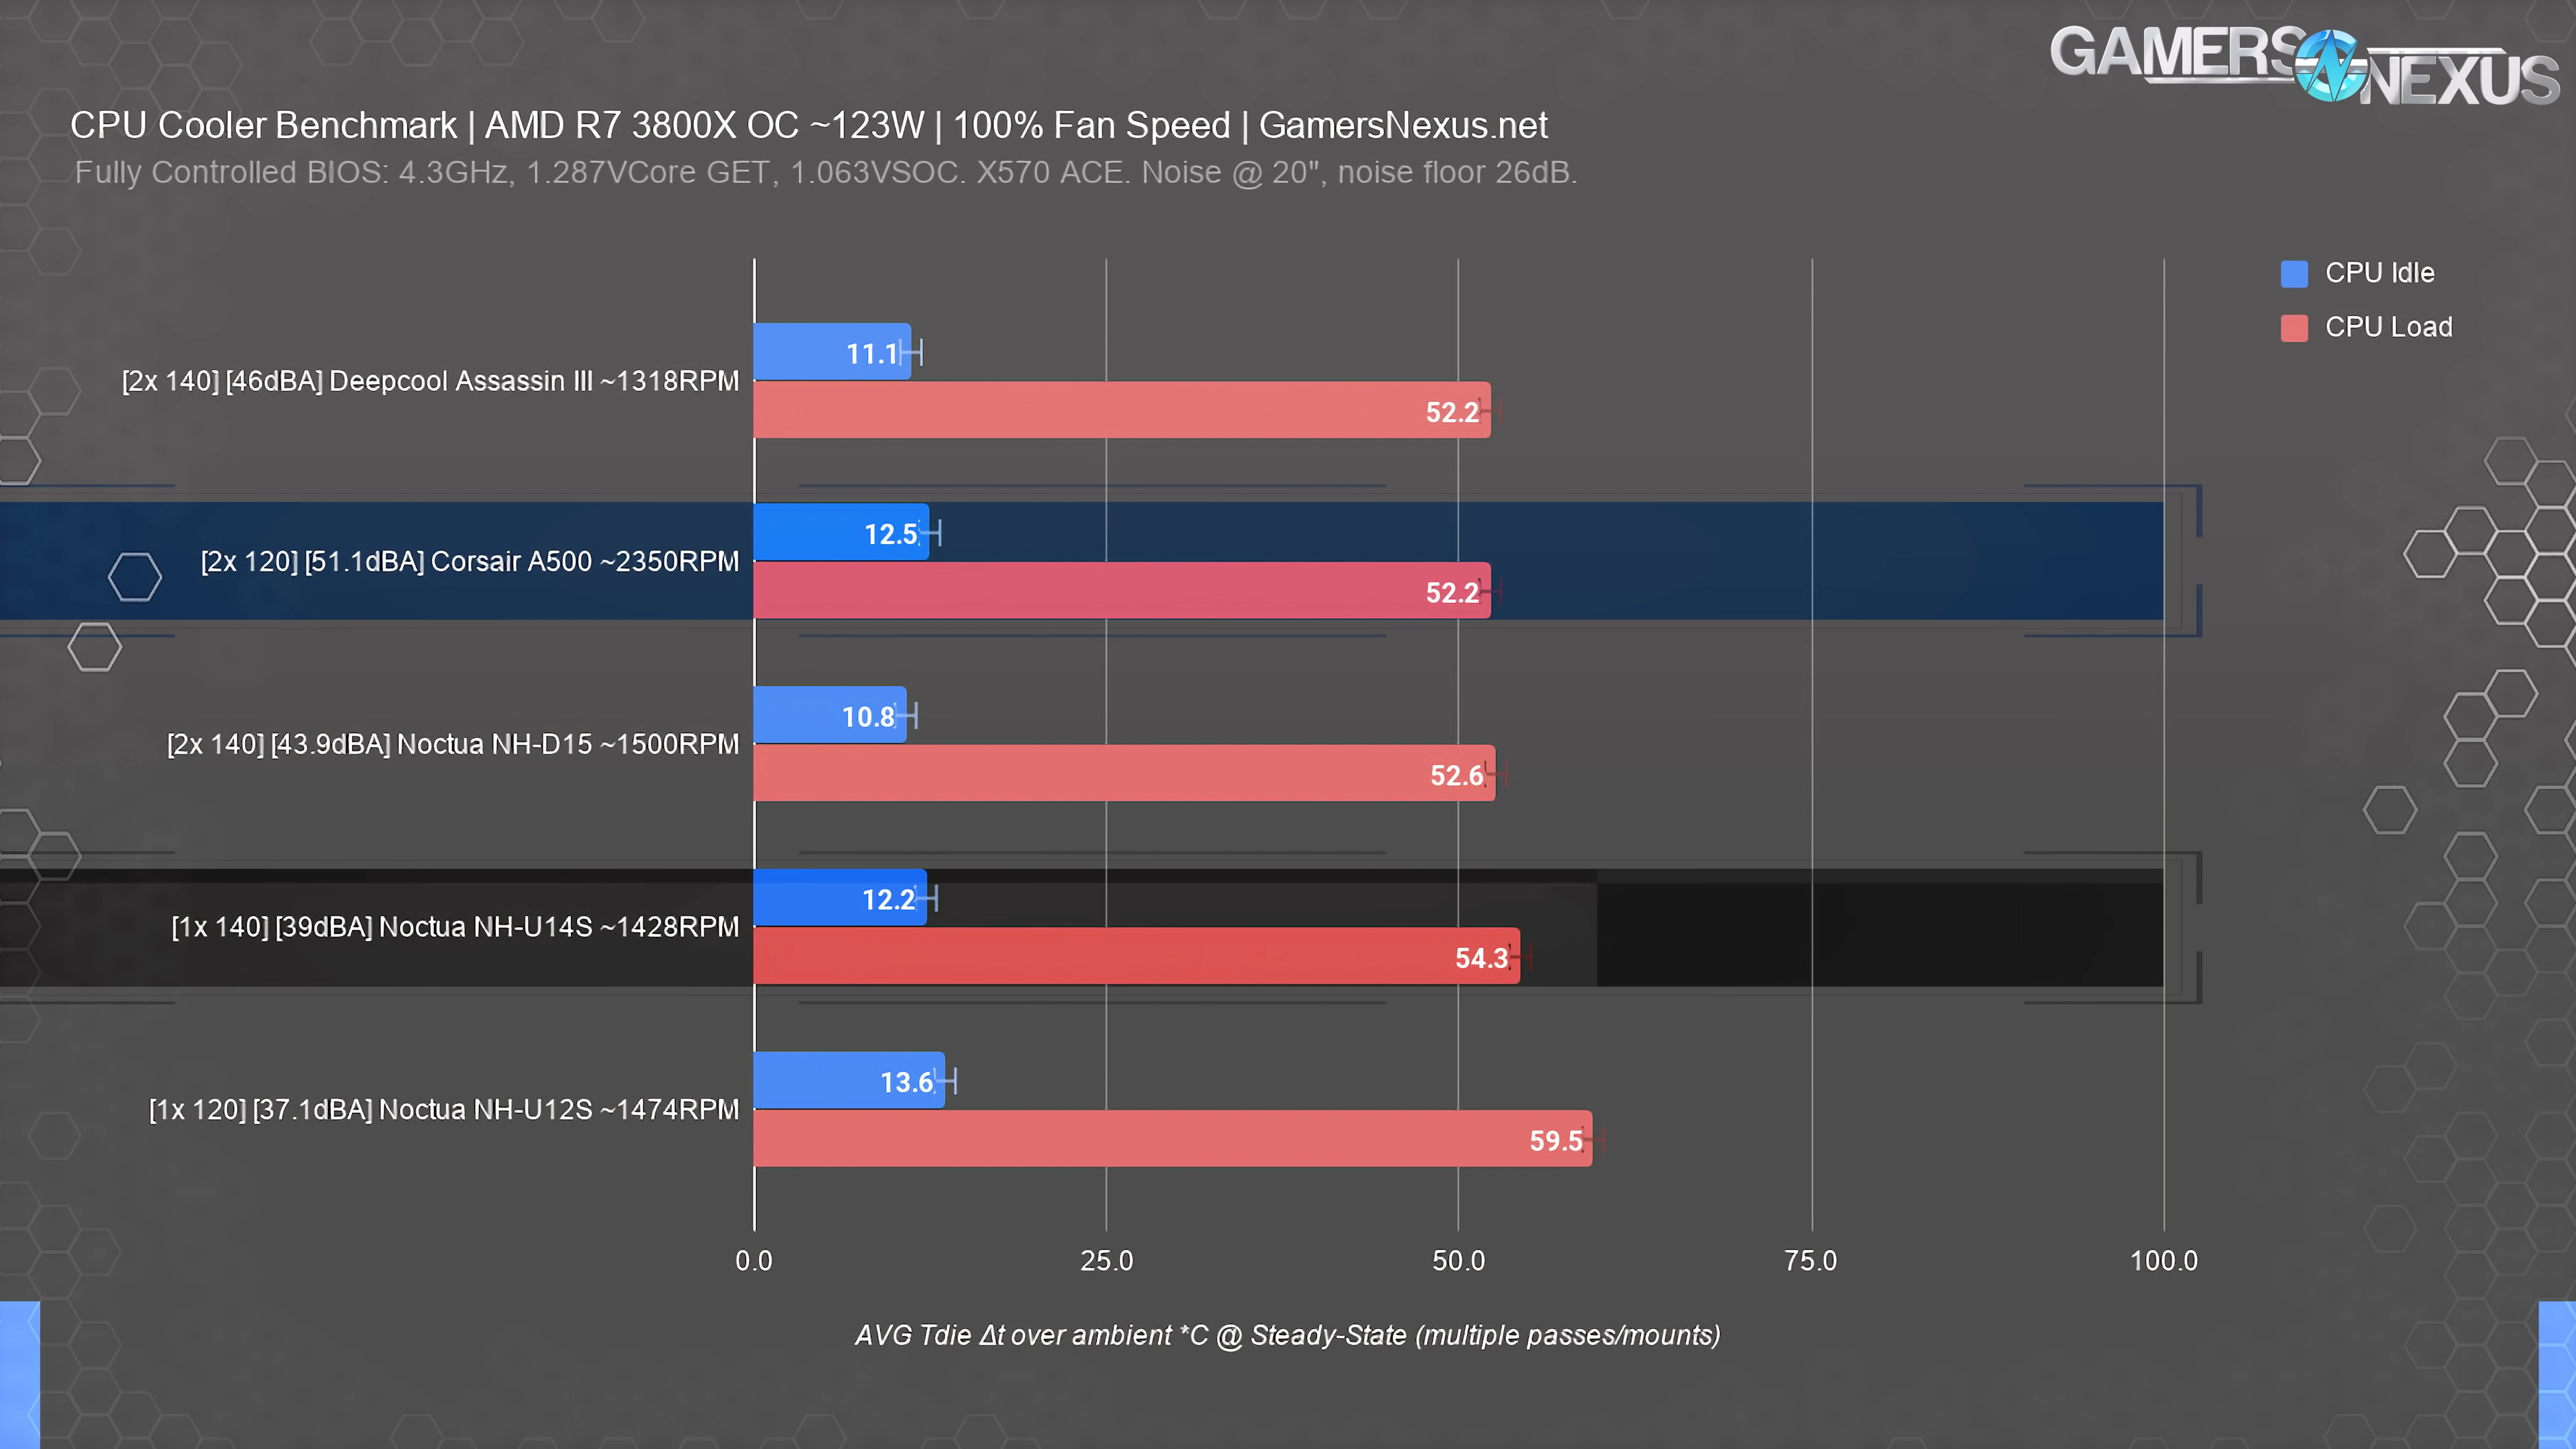 GAMERS NEXUS
CPU Cooler Benchmark | AMD R7 3800X OC ~123W | 100% Fan Speed | GamersNexus.net
Fully Controlled BIOS: 4.3GHz, 1.287VCore GET, 1.063VSOC. X570 ACE. Noise @ 20", noise floor 26dB.
CPU Idle
CPU Load
[2x 140] [46dBA] Deepcool Assassin III ~1318RPM
11.1
52.2
[2x 120] [51.1dBA] Corsair A500 ~2350RPM
12.5
52.2
[2x 140] [43.9dBA] Noctua NH-D15 ~1500RPM
10.8
52.6
[1x 140] [39dBA] Noctua NH-U14S ~1428RPM
12.2
54.3
[1x 120] [37.1dBA] Noctua NH-U12S ~1474RPM
13.6
59.5
0.0 25.0 50.0 75.0 100.0
AVG Tdie Δt over ambient *C @ Steady-State (multiple passes/mounts)